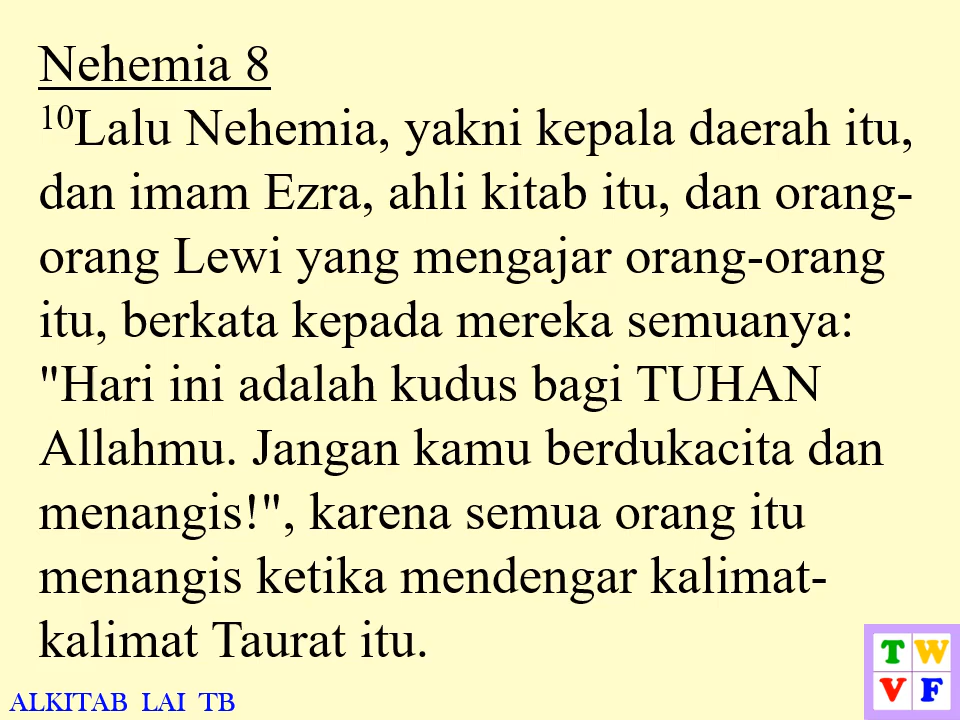 Nehemia 8
10Lalu Nehemia, yakni kepala daerah itu,
dan imam Ezra, ahli kitab itu, dan orang-
orang Lewi yang mengajar orang-orang
itu, berkata kepada mereka semuanya:
"Hari ini adalah kudus bagi TUHAN
Allahmu. Jangan kamu berdukacita dan
menangis!", karena semua orang itu
menangis ketika mendengar kalimat-
kalimat Taurat itu.
ALKITAB LAI TB
T W
V F